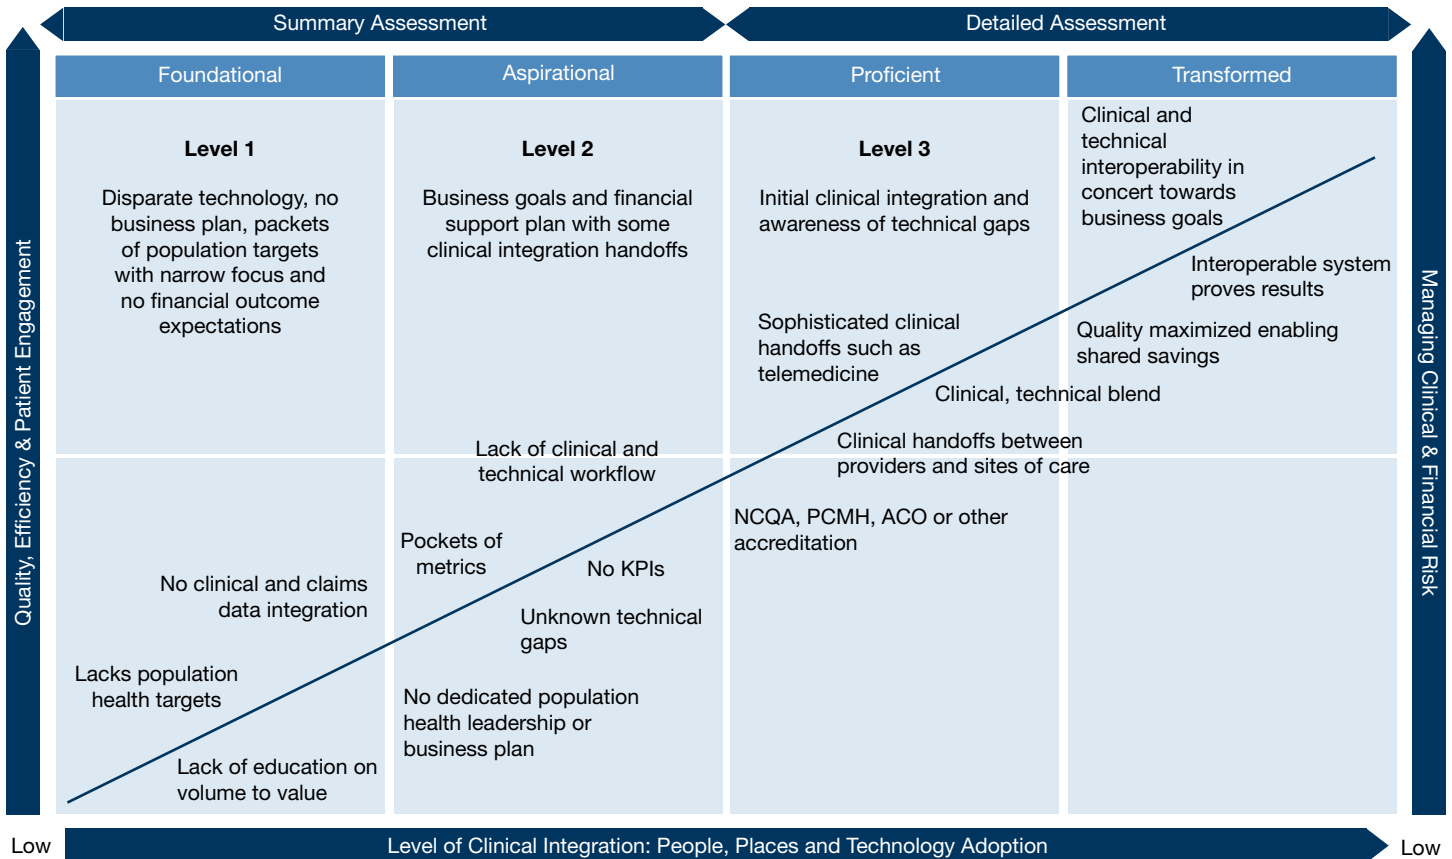 Summary Assessment
Detailed Assessment
Foundational
Aspirational
Proficient
Transformed
Quality, Efficiency & Patient Engagement
Level 1
Disparate technology, no
business plan, packets
of population targets
with narrow focus and
no financial outcome
expectations
No clinical and claims
data integration
Lacks population
health targets
Lack of education on
volume to value
Level 2
Business goals and financial
support plan with some
clinical integration handoffs
Lack of clinical and
technical workflow
Pockets of
metrics
No KPIs
Unknown technical
gaps
No dedicated population
health leadership or
business plan
Level 3
Initial clinical integration and
awareness of technical gaps
Sophisticated clinical
handoffs such as
telemedicine
Clinical, technical blend
Clinical handoffs between
providers and sites of care
NCQA, PCMH, ACO or other
accreditation
Clinical and
technical
interoperability in
concert towards
business goals
Interoperable system
proves results
Quality maximized enabling
shared savings
Managing Clinical & Financial Risk
Low
Level of Clinical Integration: People, Places and Technology Adoption
Low